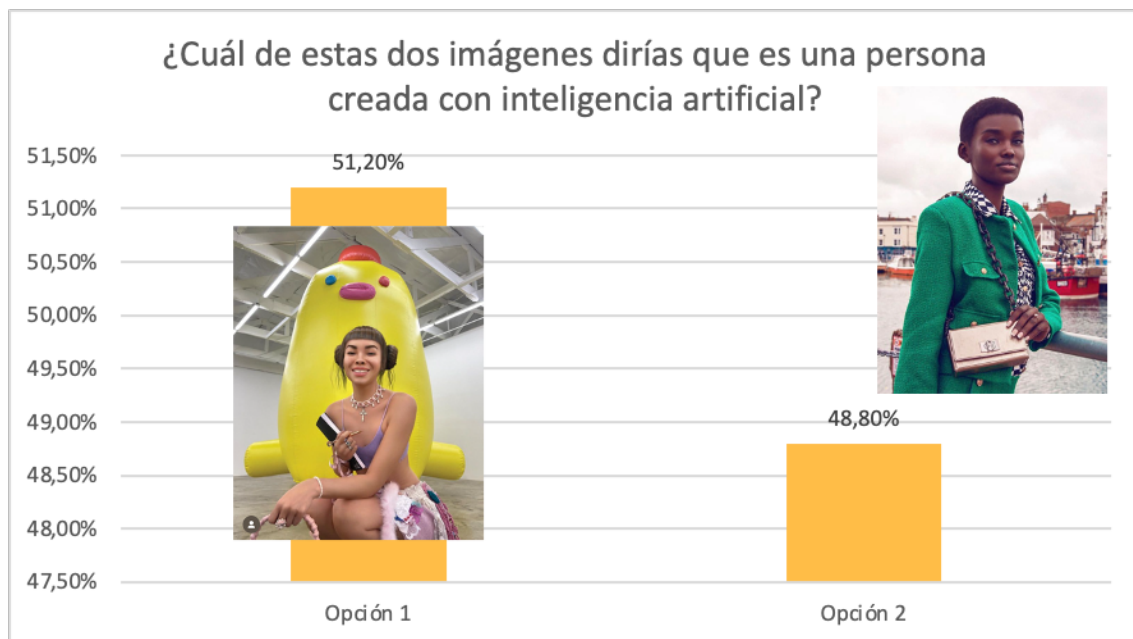 ¿Cuál de estas dos imágenes dirías que es una persona
creada con inteligencia artificial?
51,50%
51,00%
50,50%
50,00%
49,50%
49,00%
48,50%
48,00%
47,50%
51,20%
48,80%
Opción 1
Opción 2